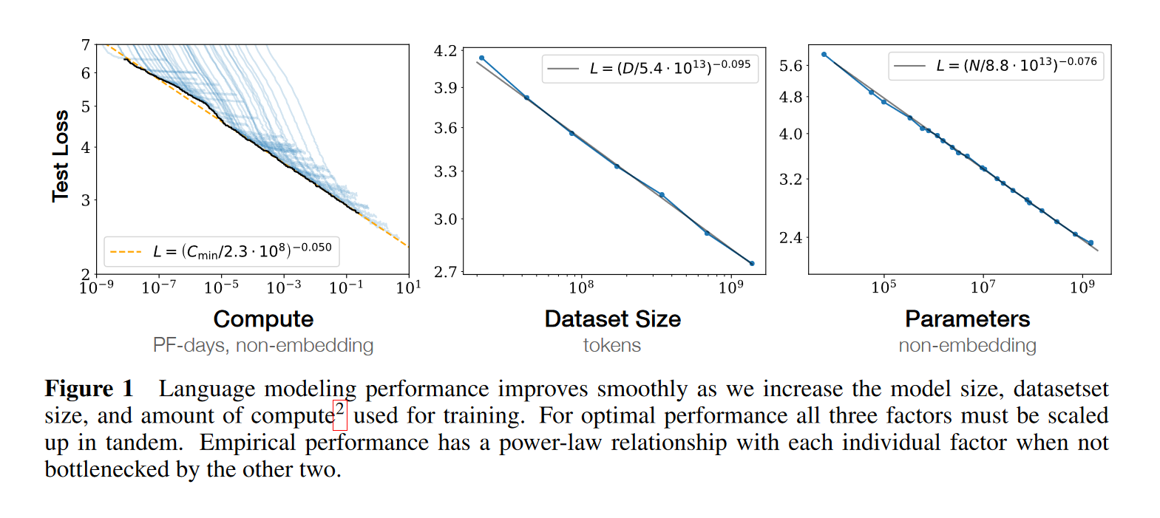 7
6
5
4
3
2
Test Loss
L = (C_min/2.3 · 10^8)^−0.050
10^−9 10^−7 10^−5 10^−3 10^−1 10^1
Compute
PF-days, non-embedding
4.2
3.9
3.6
3.3
3.0
2.7
L = (D/5.4 · 10^13)^−0.095
10^8 10^9
Dataset Size
tokens
5.6
4.8
4.0
3.2
2.4
L = (N/8.8 · 10^13)^−0.076
10^5 10^7 10^9
Parameters
non-embedding
Figure 1 Language modeling performance improves smoothly as we increase the model size, datasetset
size, and amount of compute^2 used for training. For optimal performance all three factors must be scaled
up in tandem. Empirical performance has a power-law relationship with each individual factor when not
bottlenecked by the other two.